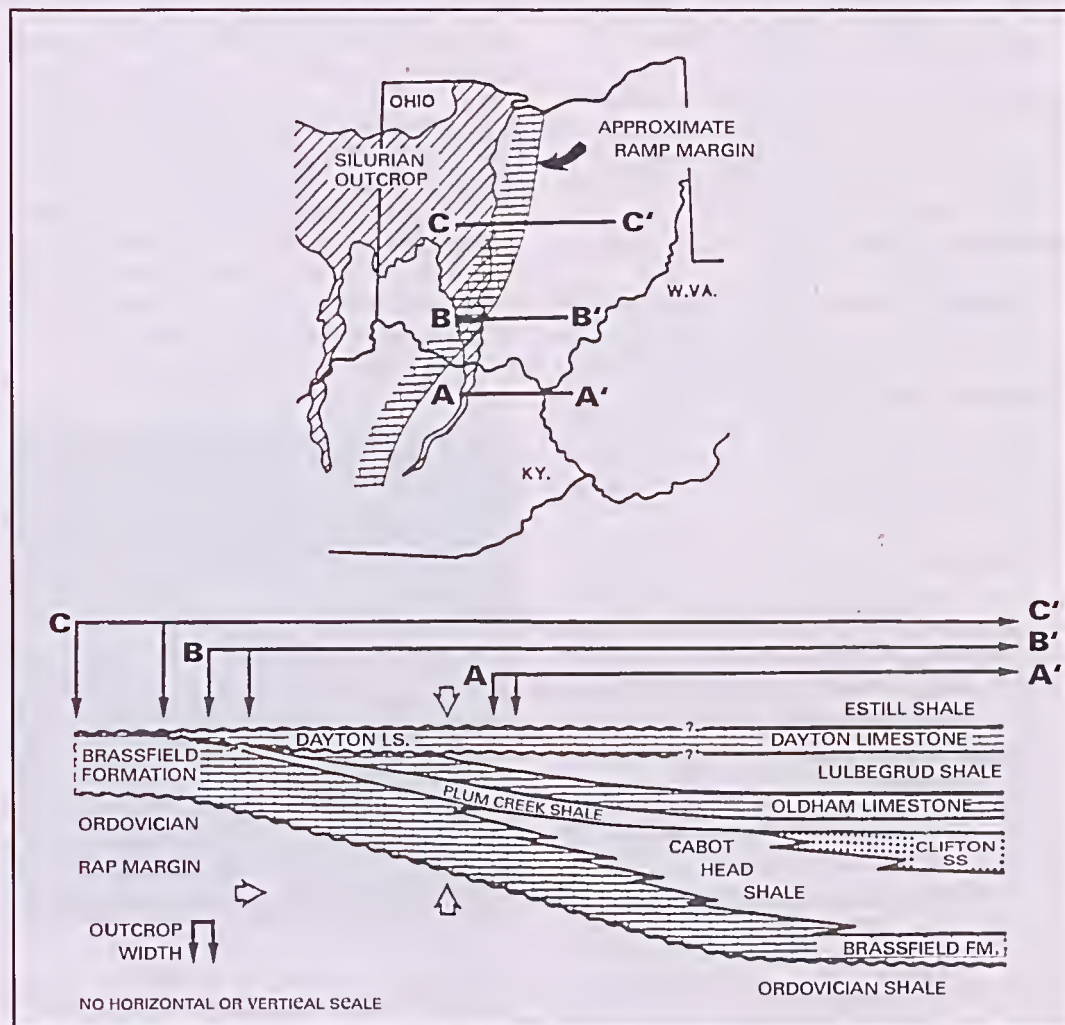 OHIO
APPROXIMATE
RAMP MARGIN
SILURIAN
OUTCROP
C C'
W.VA.
B B'
A A'
KY.
C C'
B B'
A A'
ESTILL SHALE
DAYTON LS. ? DAYTON LIMESTONE
BRASSFIELD
FORMATION
? LULBEGRUD SHALE
PLUM CREEK SHALE
OLDHAM LIMESTONE
ORDOVICIAN
CABOT
HEAD
SHALE
CLIFTON
SS
RAP MARGIN
OUTCROP
WIDTH
BRASSFIELD FM.
ORDOVICIAN SHALE
NO HORIZONTAL OR VERTICAL SCALE